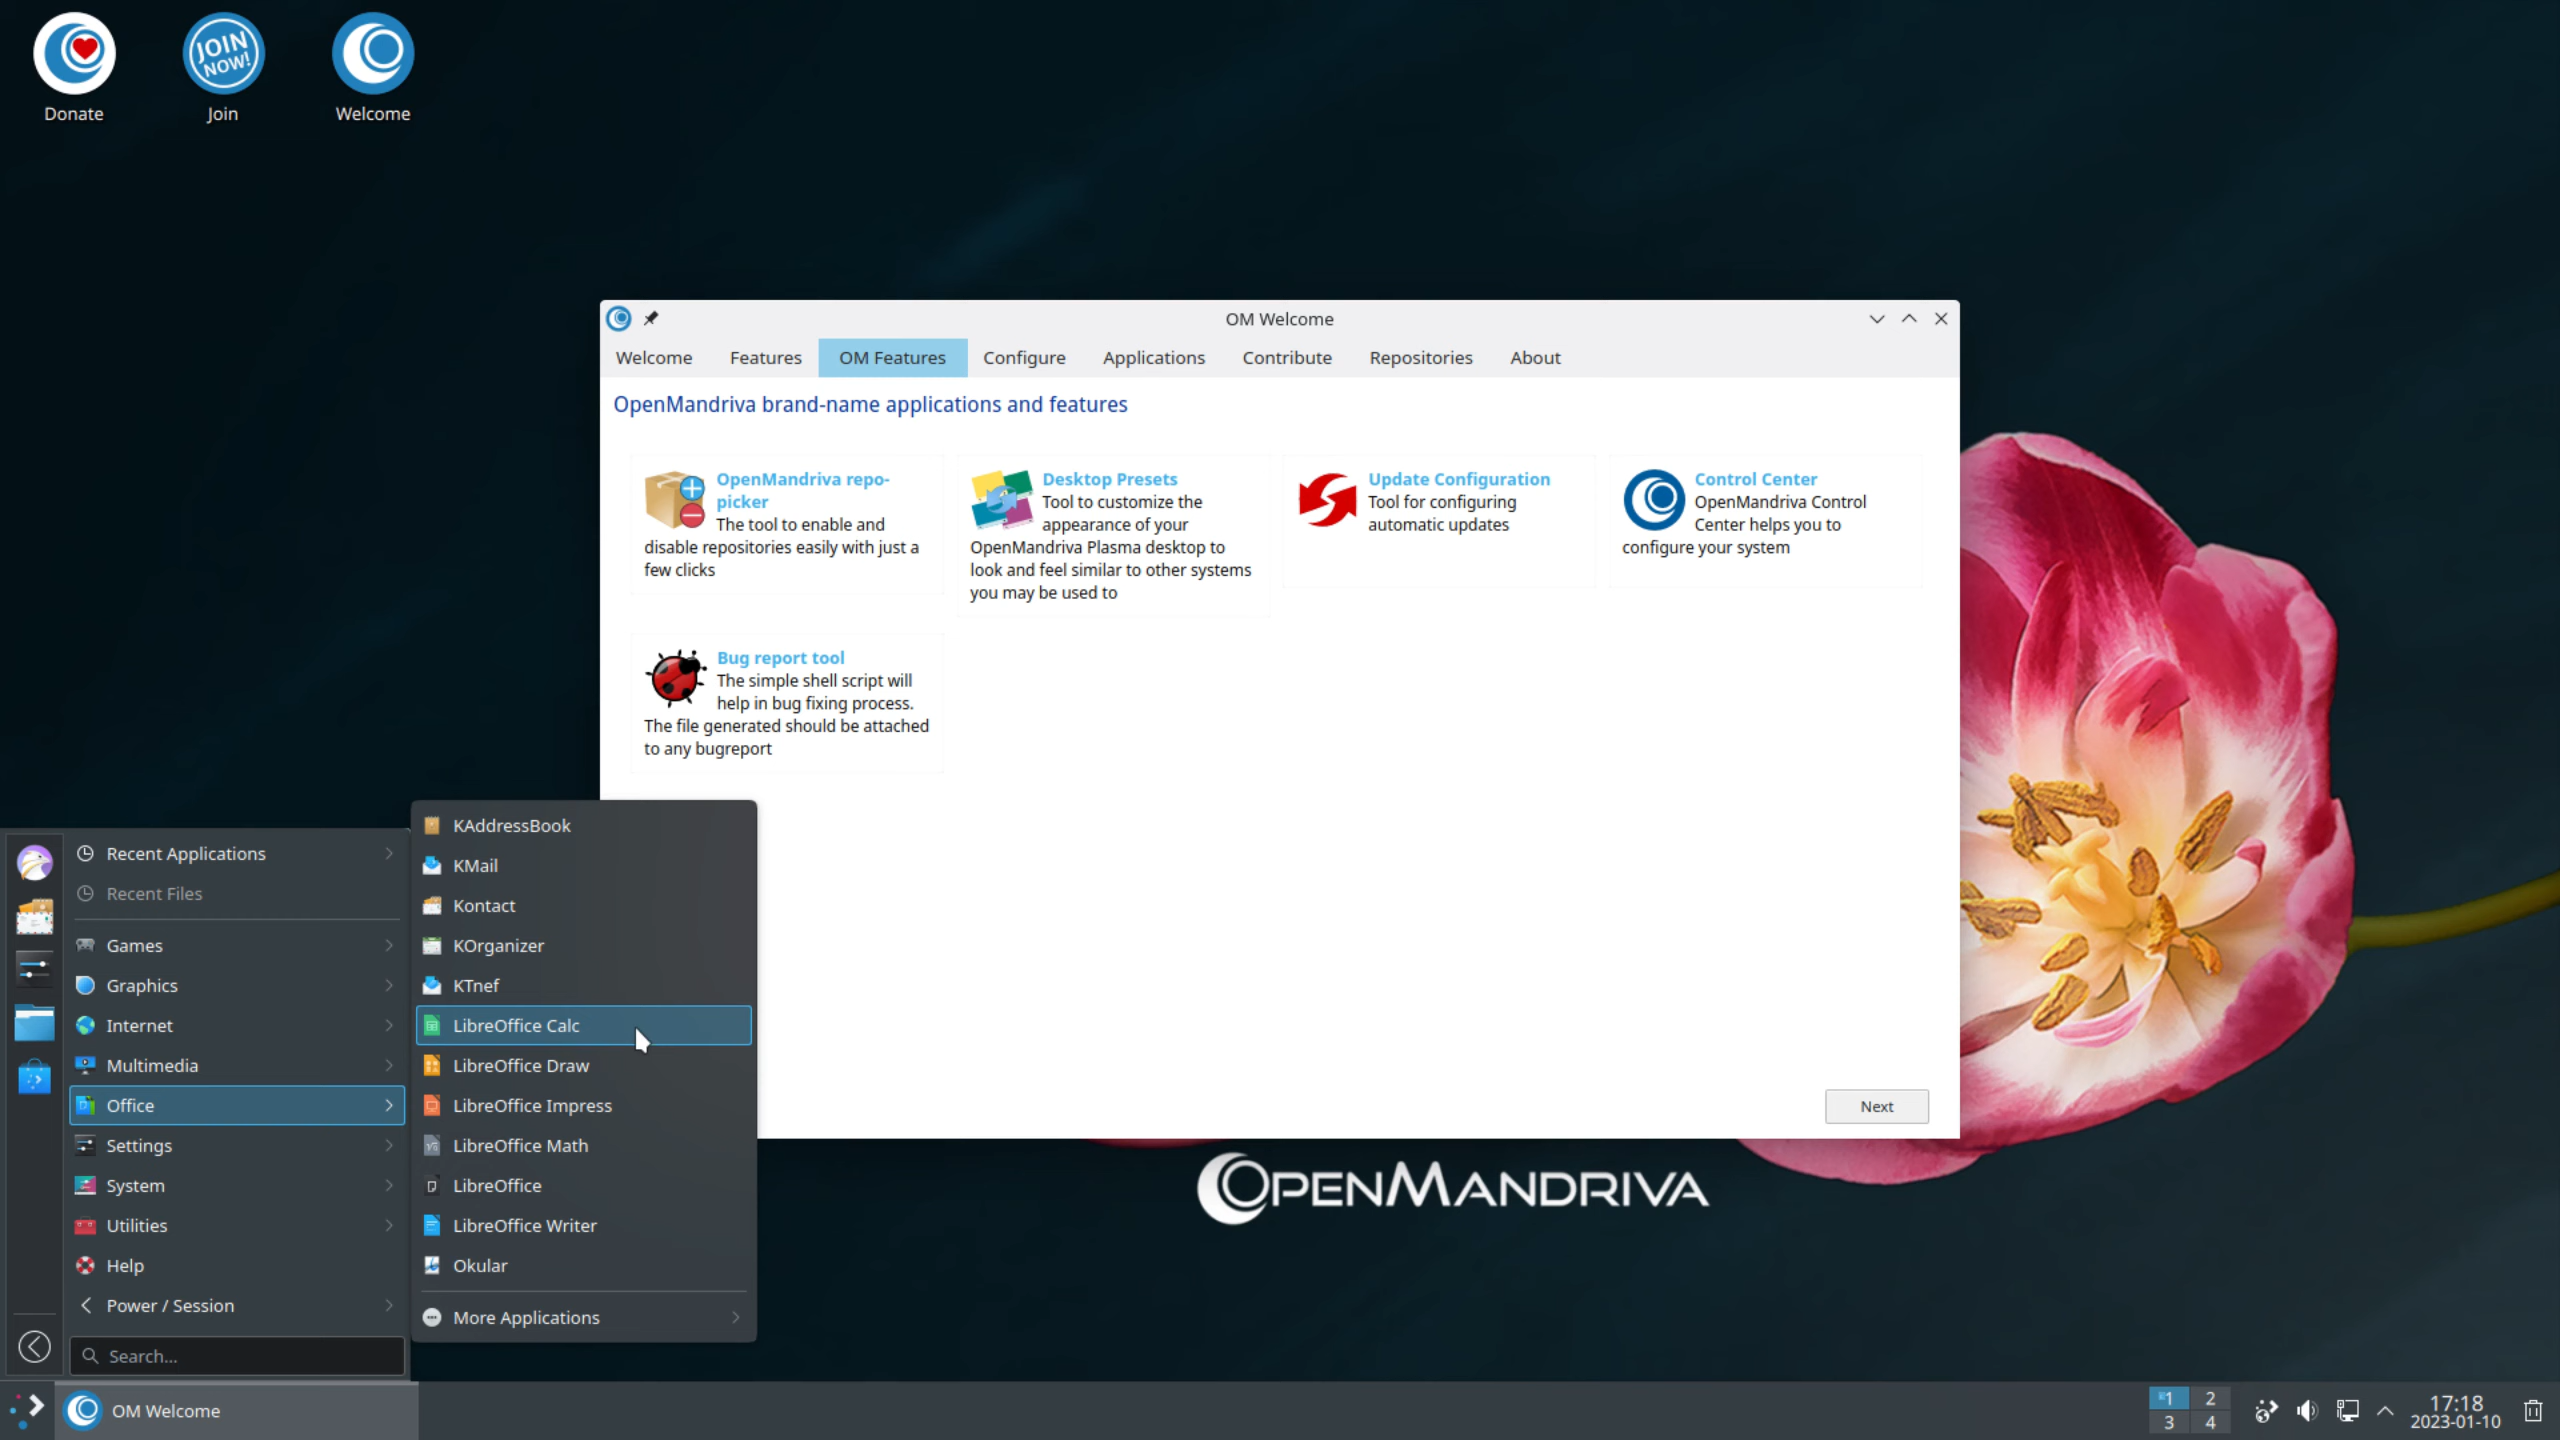 JOIN NOW!
Donate
Join
Welcome
OM Welcome
Welcome
Features
OM Features
Configure
Applications
Contribute
Repositories
About
OpenMandriva brand-name applications and features
OpenMandriva repo-
picker
The tool to enable and
disable repositories easily with just a
few clicks
Desktop Presets
Tool to customize the
appearance of your
OpenMandriva Plasma desktop to
look and feel similar to other systems
you may be used to
Update Configuration
Tool for configuring
automatic updates
Control Center
OpenMandriva Control
Center helps you to
configure your system
Bug report tool
The simple shell script will
help in bug fixing process.
The file generated should be attached
to any bugreport
Next
Recent Applications
Recent Files
Games
Graphics
Internet
Multimedia
Office
Settings
System
Utilities
Help
Power / Session
Search...
KAddressBook
KMail
Kontact
KOrganizer
KTnef
LibreOffice Calc
LibreOffice Draw
LibreOffice Impress
LibreOffice Math
LibreOffice
LibreOffice Writer
Okular
More Applications
OPENMANDRIVA
OM Welcome
1
2
3
4
17:18
2023-01-10